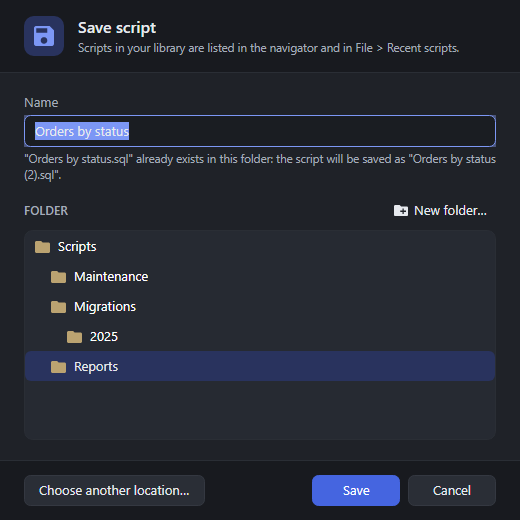 Save script
Scripts in your library are listed in the navigator and in File > Recent scripts.
Name
Orders by status
"Orders by status.sql" already exists in this folder: the script will be saved as "Orders by status
(2).sql".
FOLDER
New folder...
Scripts
Maintenance
Migrations
2025
Reports
Choose another location...
Save
Cancel